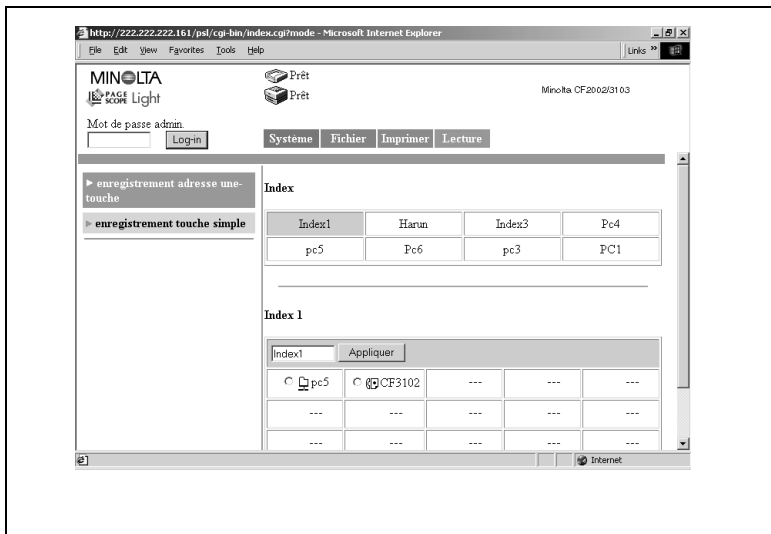 http://222.222.222.161/psl/cgi-bin/index.cgi?mode - Microsoft Internet Explorer
File Edit View Favorites Tools Help Links »
MINOLTA
PAGE SCOPE Light
Prêt
Prêt
Minolta CF2002/3103
Mot de passe admin.
Log-in
Système Fichier Imprimer Lecture
enregistrement adresse une-touche
enregistrement touche simple
Index
Index1 Harun Index3 Pc4
pc5 Pc6 pc3 PC1
Index 1
Index1 Appliquer
pc5 CF3102 --- --- ---
--- --- --- --- ---
--- --- --- --- ---
Internet